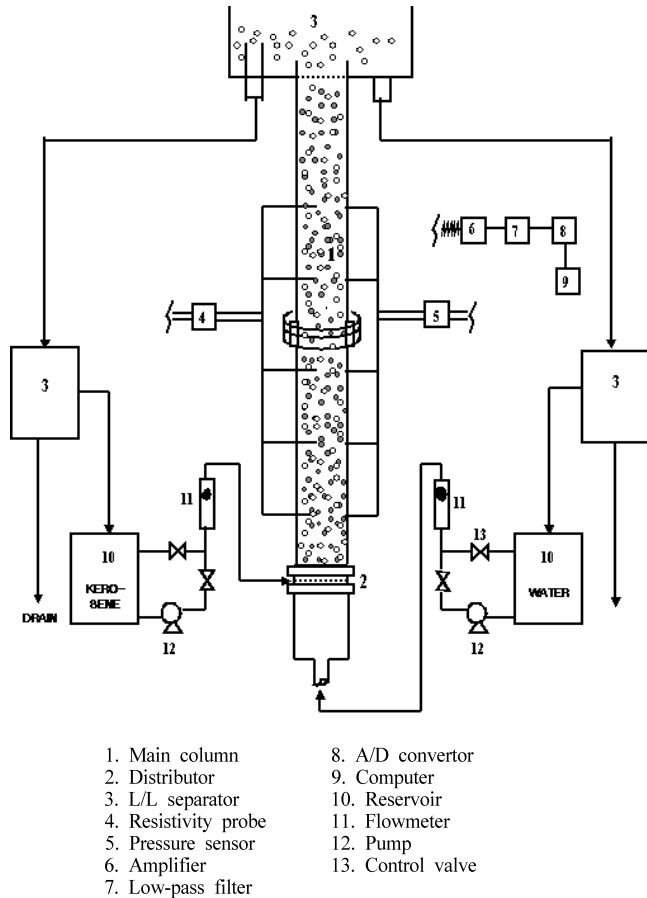 3
1
6
7
8
9
4
5
3
3
11
11
10
KERO-
SENE
13
10
WATER
2
DRAIN
12
12
1. Main column
2. Distributor
3. L/L separator
4. Resistivity probe
5. Pressure sensor
6. Amplifier
7. Low-pass filter
8. A/D convertor
9. Computer
10. Reservoir
11. Flowmeter
12. Pump
13. Control valve